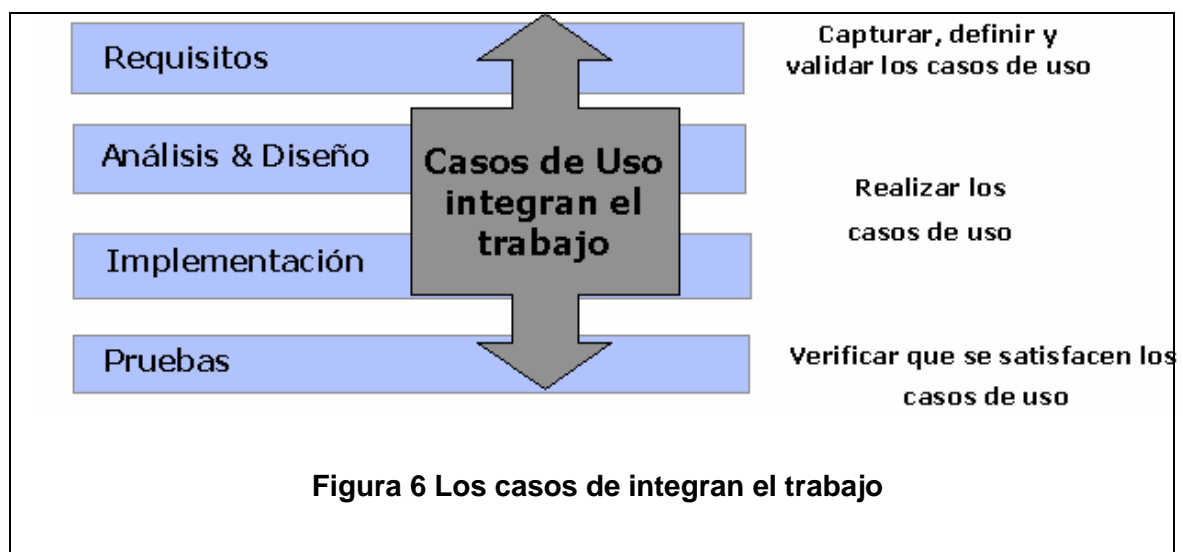 Requisitos
Capturar, definir y
validar los casos de uso
Análisis & Diseño
Casos de Uso
integran el
trabajo
Realizar los
casos de uso
Implementación
Pruebas
Verificar que se satisfacen los
casos de uso
Figura 6 Los casos de integran el trabajo